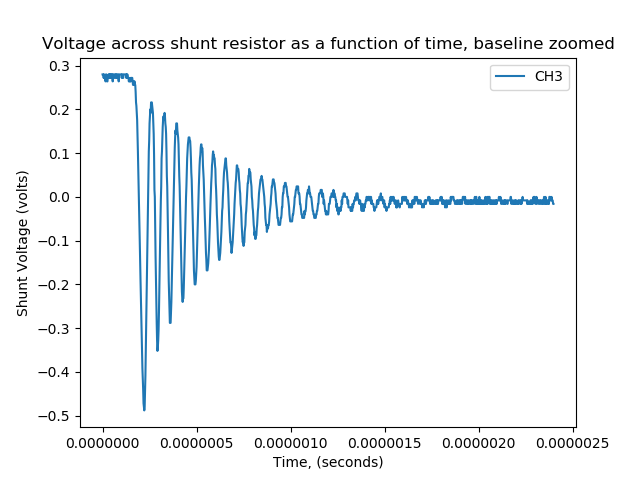 Voltage across shunt resistor as a function of time, baseline zoomed
CH3
Shunt Voltage (volts)
0.3
0.2
0.1
0.0
−0.1
−0.2
−0.3
−0.4
−0.5
0.0000000 0.0000005 0.0000010 0.0000015 0.0000020 0.0000025
Time, (seconds)